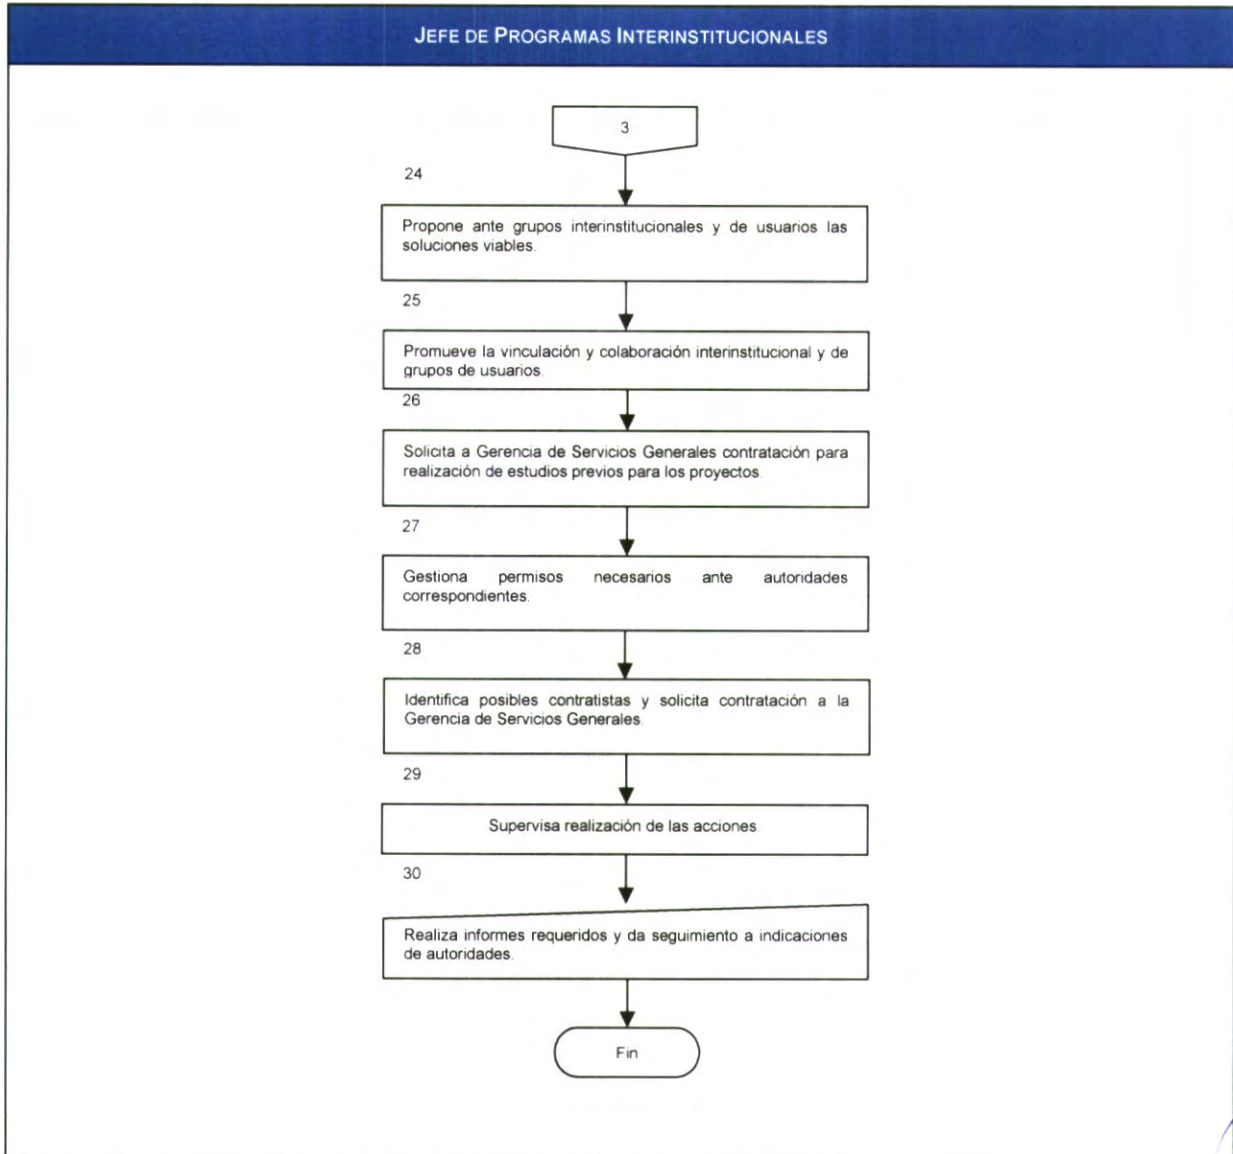 JEFE DE PROGRAMAS INTERINSTITUCIONALES
3
24
Propone ante grupos interinstitucionales y de usuarios las
soluciones viables.
25
Promueve la vinculación y colaboración interinstitucional y de
grupos de usuarios.
26
Solicita a Gerencia de Servicios Generales contratación para
realización de estudios previos para los proyectos.
27
Gestiona permisos necesarios ante autoridades
correspondientes.
28
Identifica posibles contratistas y solicita contratación a la
Gerencia de Servicios Generales.
29
Supervisa realización de las acciones
30
Realiza informes requeridos y da seguimiento a indicaciones
de autoridades.
Fin